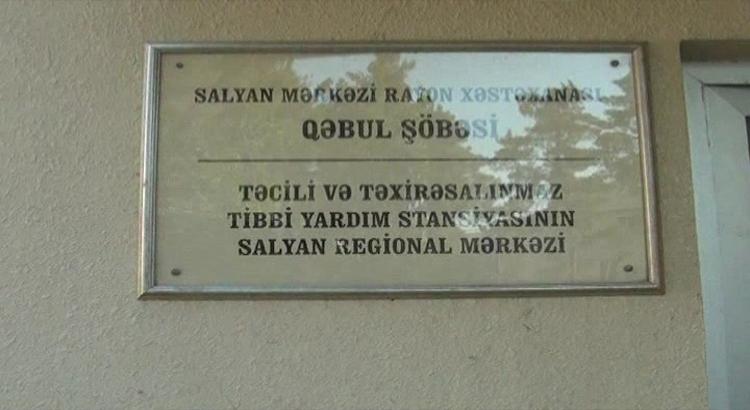 SALYAN MƏRKƏZİ RAYON XƏSTƏXANASI
QƏBUL ŞÖBƏSİ
TƏCİLİ VƏ TƏXİRƏSALINMAZ
TİBBİ YARDIM STANSİYASININ
SALYAN REGİONAL MƏRKƏZİ